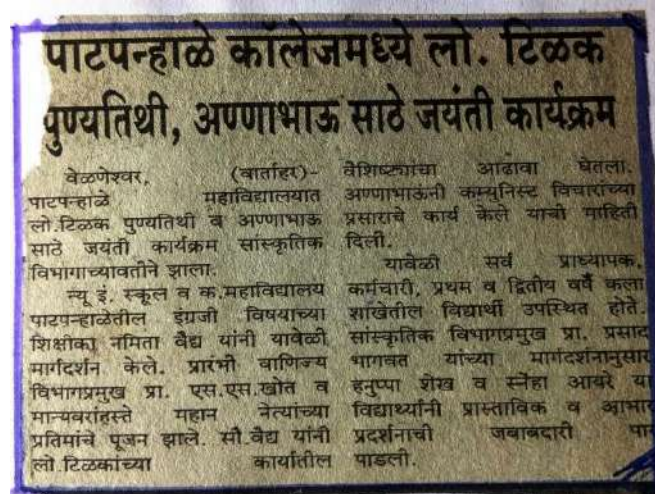 पाटपन्हाळे कॉलेजमध्ये लो. टिळक
पुण्यतिथी, अण्णाभाऊ साठे जयंती कार्यक्रम
वेळणेश्वर, (वार्ताहर)-
पाटपन्हाळे महाविद्यालयात
लो.टिळक पुण्यतिथी व अण्णाभाऊ
साठे जयंती कार्यक्रम सांस्कृतिक
विभागाच्यावतीने झाला.
न्यू इं. स्कूल व क.महाविद्यालय
पाटपन्हाळेतील इंग्रजी विषयाच्या
शिक्षीका नमिता वैद्य यांनी यावेळी
मार्गदर्शन केले. प्रारंभी वाणिज्य
विभागप्रमुख प्रा. एस.एस.खोत व
मान्यवरांहस्ते महान नेत्यांच्या
प्रतिमांचे पूजन झाले. सौ.वैद्य यांनी
लो.टिळकांच्या कार्यातील
वैशिष्ट्यांचा आढावा घेतला.
अण्णाभाऊंनी कम्युनिस्ट विचारांच्या
प्रसाराचे कार्य केले याची माहिती
दिली.
यावेळी सर्व प्राध्यापक,
कर्मचारी, प्रथम व द्वितीय वर्ष कला
शाखेतील विद्यार्थी उपस्थित होते.
सांस्कृतिक विभागप्रमुख प्रा. प्रसाद
भागवत यांच्या मार्गदर्शनानुसार
हनुप्पा शेख व स्नेहा आयरे या
विद्यार्थ्यांनी प्रास्ताविक व आभार
प्रदर्शनाची जबाबदारी पार
पाडली.